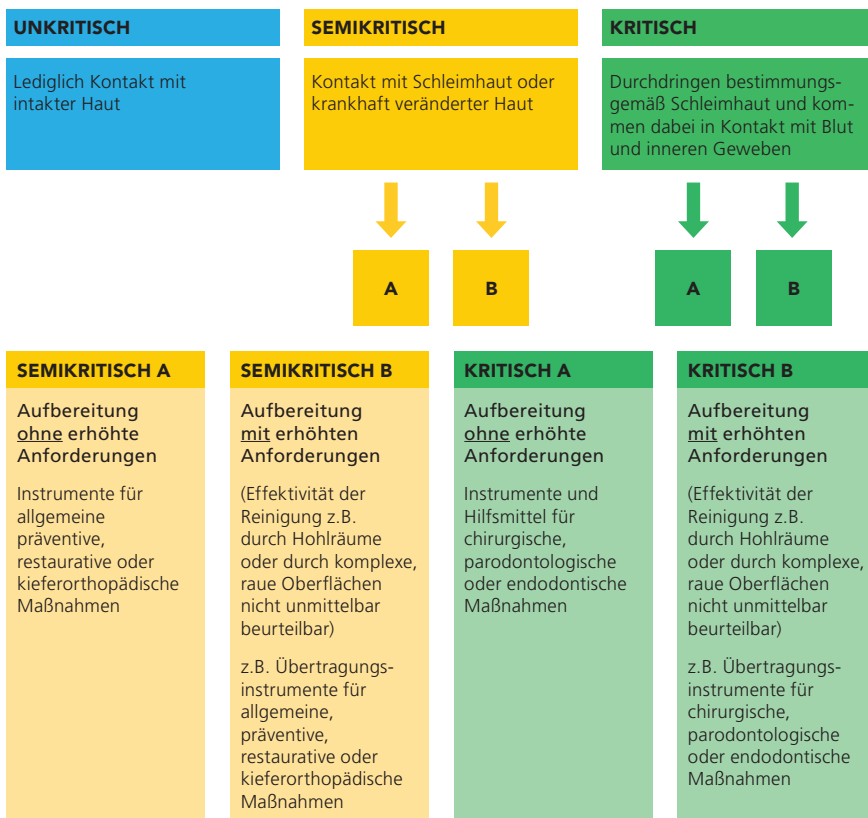 UNKRITISCH
Lediglich Kontakt mit
intakter Haut
SEMIKRITISCH
Kontakt mit Schleimhaut oder
krankhaft veränderter Haut
KRITISCH
Durchdringen bestimmungs-
gemäß Schleimhaut und kom-
men dabei in Kontakt mit Blut
und inneren Geweben
A
B
A
B
SEMIKRITISCH A
Aufbereitung
ohne erhöhte
Anforderungen
Instrumente für
allgemeine
präventive,
restaurative oder
kieferorthopädische
Maßnahmen
SEMIKRITISCH B
Aufbereitung
mit erhöhten
Anforderungen
(Effektivität der
Reinigung z.B.
durch Hohlräume
oder durch komplexe,
raue Oberflächen
nicht unmittelbar
beurteilbar)
z.B. Übertragungs-
instrumente für
allgemeine,
präventive,
restaurative oder
kieferorthopädische
Maßnahmen
KRITISCH A
Aufbereitung
ohne erhöhte
Anforderungen
Instrumente und
Hilfsmittel für
chirurgische,
parodontologische
oder endodontische
Maßnahmen
KRITISCH B
Aufbereitung
mit erhöhten
Anforderungen
(Effektivität der
Reinigung z.B.
durch Hohlräume
oder durch komplexe,
raue Oberflächen
nicht unmittelbar
beurteilbar)
z.B. Übertragungs-
instrumente für
chirurgische,
parodontologische
oder endodontische
Maßnahmen